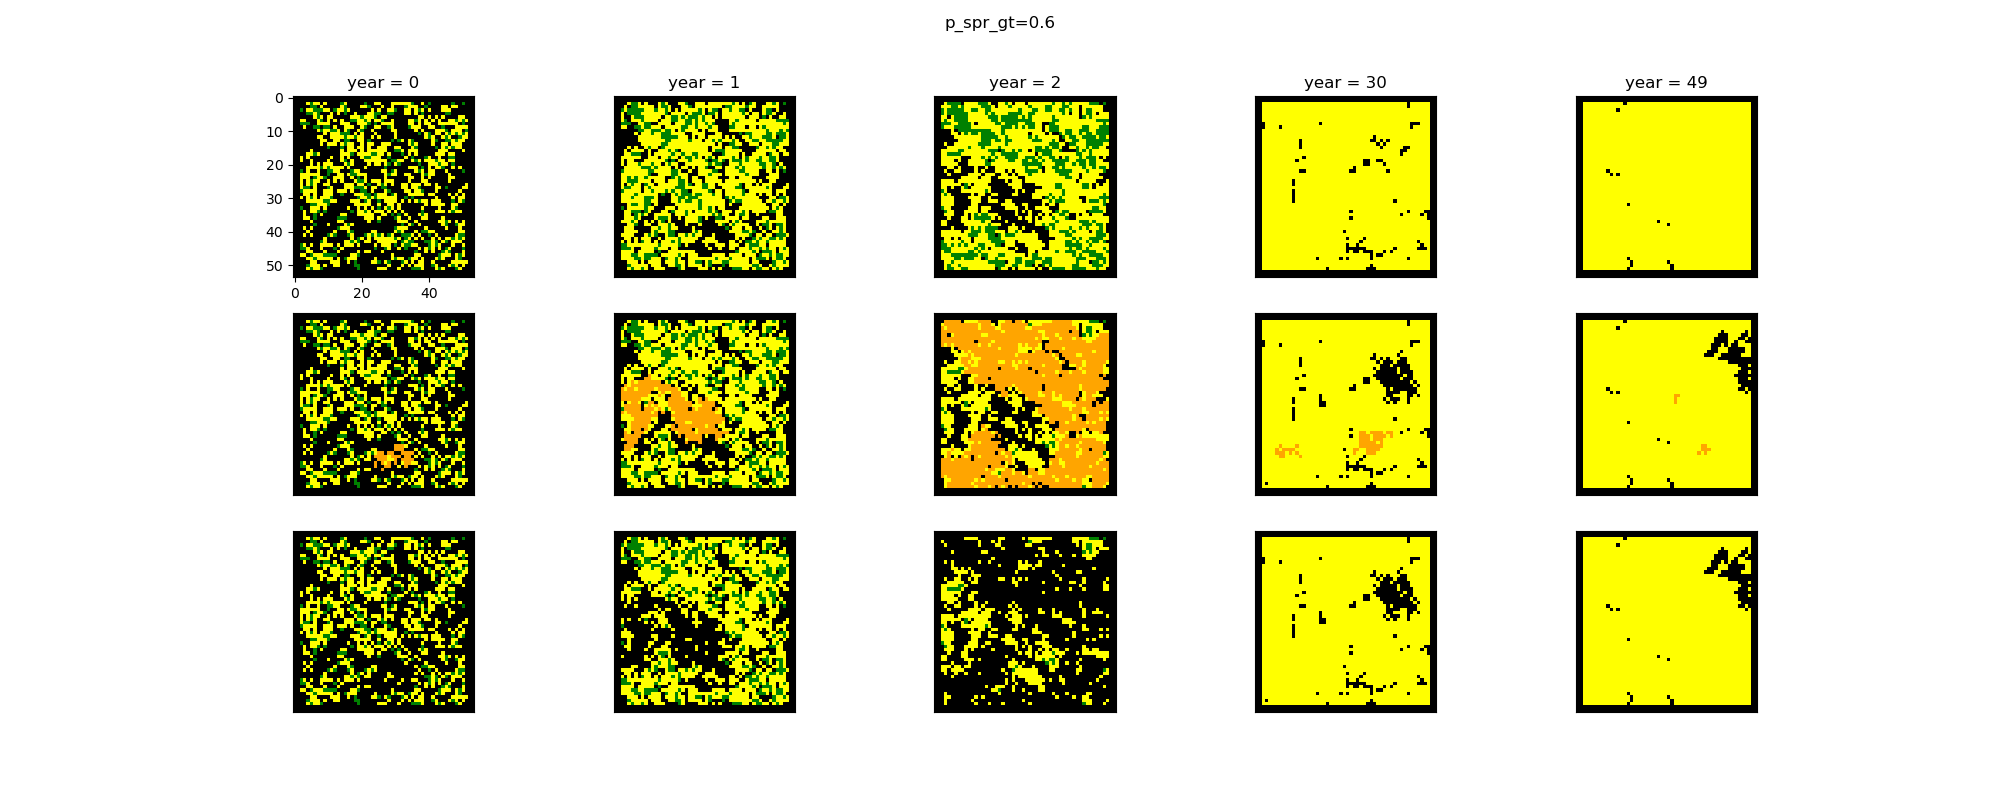 p_spr_gt=0.6
year = 0
year = 1
year = 2
year = 30
year = 49
0
10
20
30
40
50
0 20 40